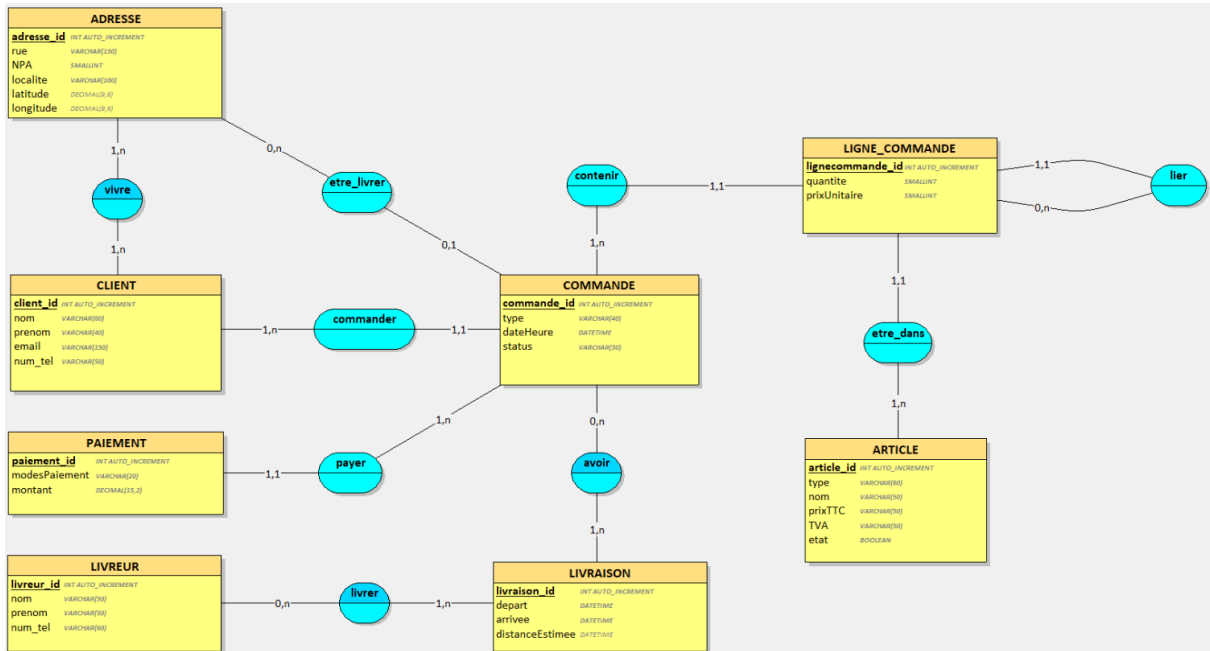 ADRESSE
adresse_id INT AUTO_INCREMENT
rue VARCHAR(150)
NPA SMALLINT
localite VARCHAR(100)
latitude DECIMAL(9,6)
longitude DECIMAL(9,6)
1,n
vivre
1,n
0,n
etre_livrer
0,1
CLIENT
client_id INT AUTO_INCREMENT
nom VARCHAR(60)
prenom VARCHAR(40)
email VARCHAR(150)
num_tel VARCHAR(50)
1,n
commander
1,1
COMMANDE
commande_id INT AUTO_INCREMENT
type VARCHAR(40)
dateHeure DATETIME
status VARCHAR(30)
1,n
contenir
1,1
LIGNE_COMMANDE
lignecommande_id INT AUTO_INCREMENT
quantite SMALLINT
prixUnitaire SMALLINT
1,1
lier
0,n
1,1
etre_dans
1,n
ARTICLE
article_id INT AUTO_INCREMENT
type VARCHAR(60)
nom VARCHAR(50)
prixTTC VARCHAR(50)
TVA VARCHAR(50)
etat BOOLEAN
PAIEMENT
paiement_id INT AUTO_INCREMENT
modesPaiement VARCHAR(20)
montant DECIMAL(15,2)
1,1
payer
1,n
0,n
avoir
1,n
LIVREUR
livreur_id INT AUTO_INCREMENT
nom VARCHAR(50)
prenom VARCHAR(50)
num_tel VARCHAR(60)
0,n
livrer
1,n
LIVRAISON
livraison_id INT AUTO_INCREMENT
depart DATETIME
arrivee DATETIME
distanceEstimee DATETIME